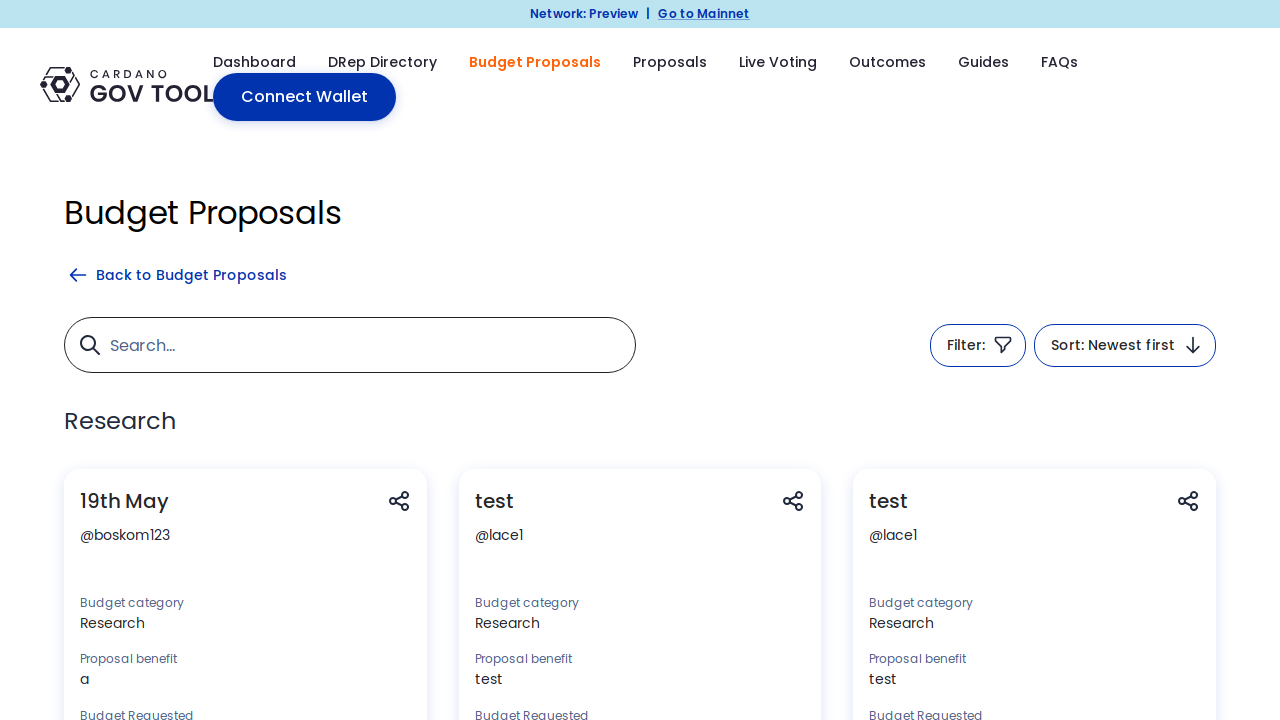 Network: Preview | Go to Mainnet
CARDANO
GOV TOOL
Dashboard DRep Directory Budget Proposals Proposals Live Voting Outcomes Guides FAQs
Connect Wallet
Budget Proposals
Back to Budget Proposals
Search...
Filter:
Sort: Newest first
Research
19th May
@boskom123
Budget category
Research
Proposal benefit
a
Budget Requested
test
@lace1
Budget category
Research
Proposal benefit
test
Budget Requested
test
@lace1
Budget category
Research
Proposal benefit
test
Budget Requested